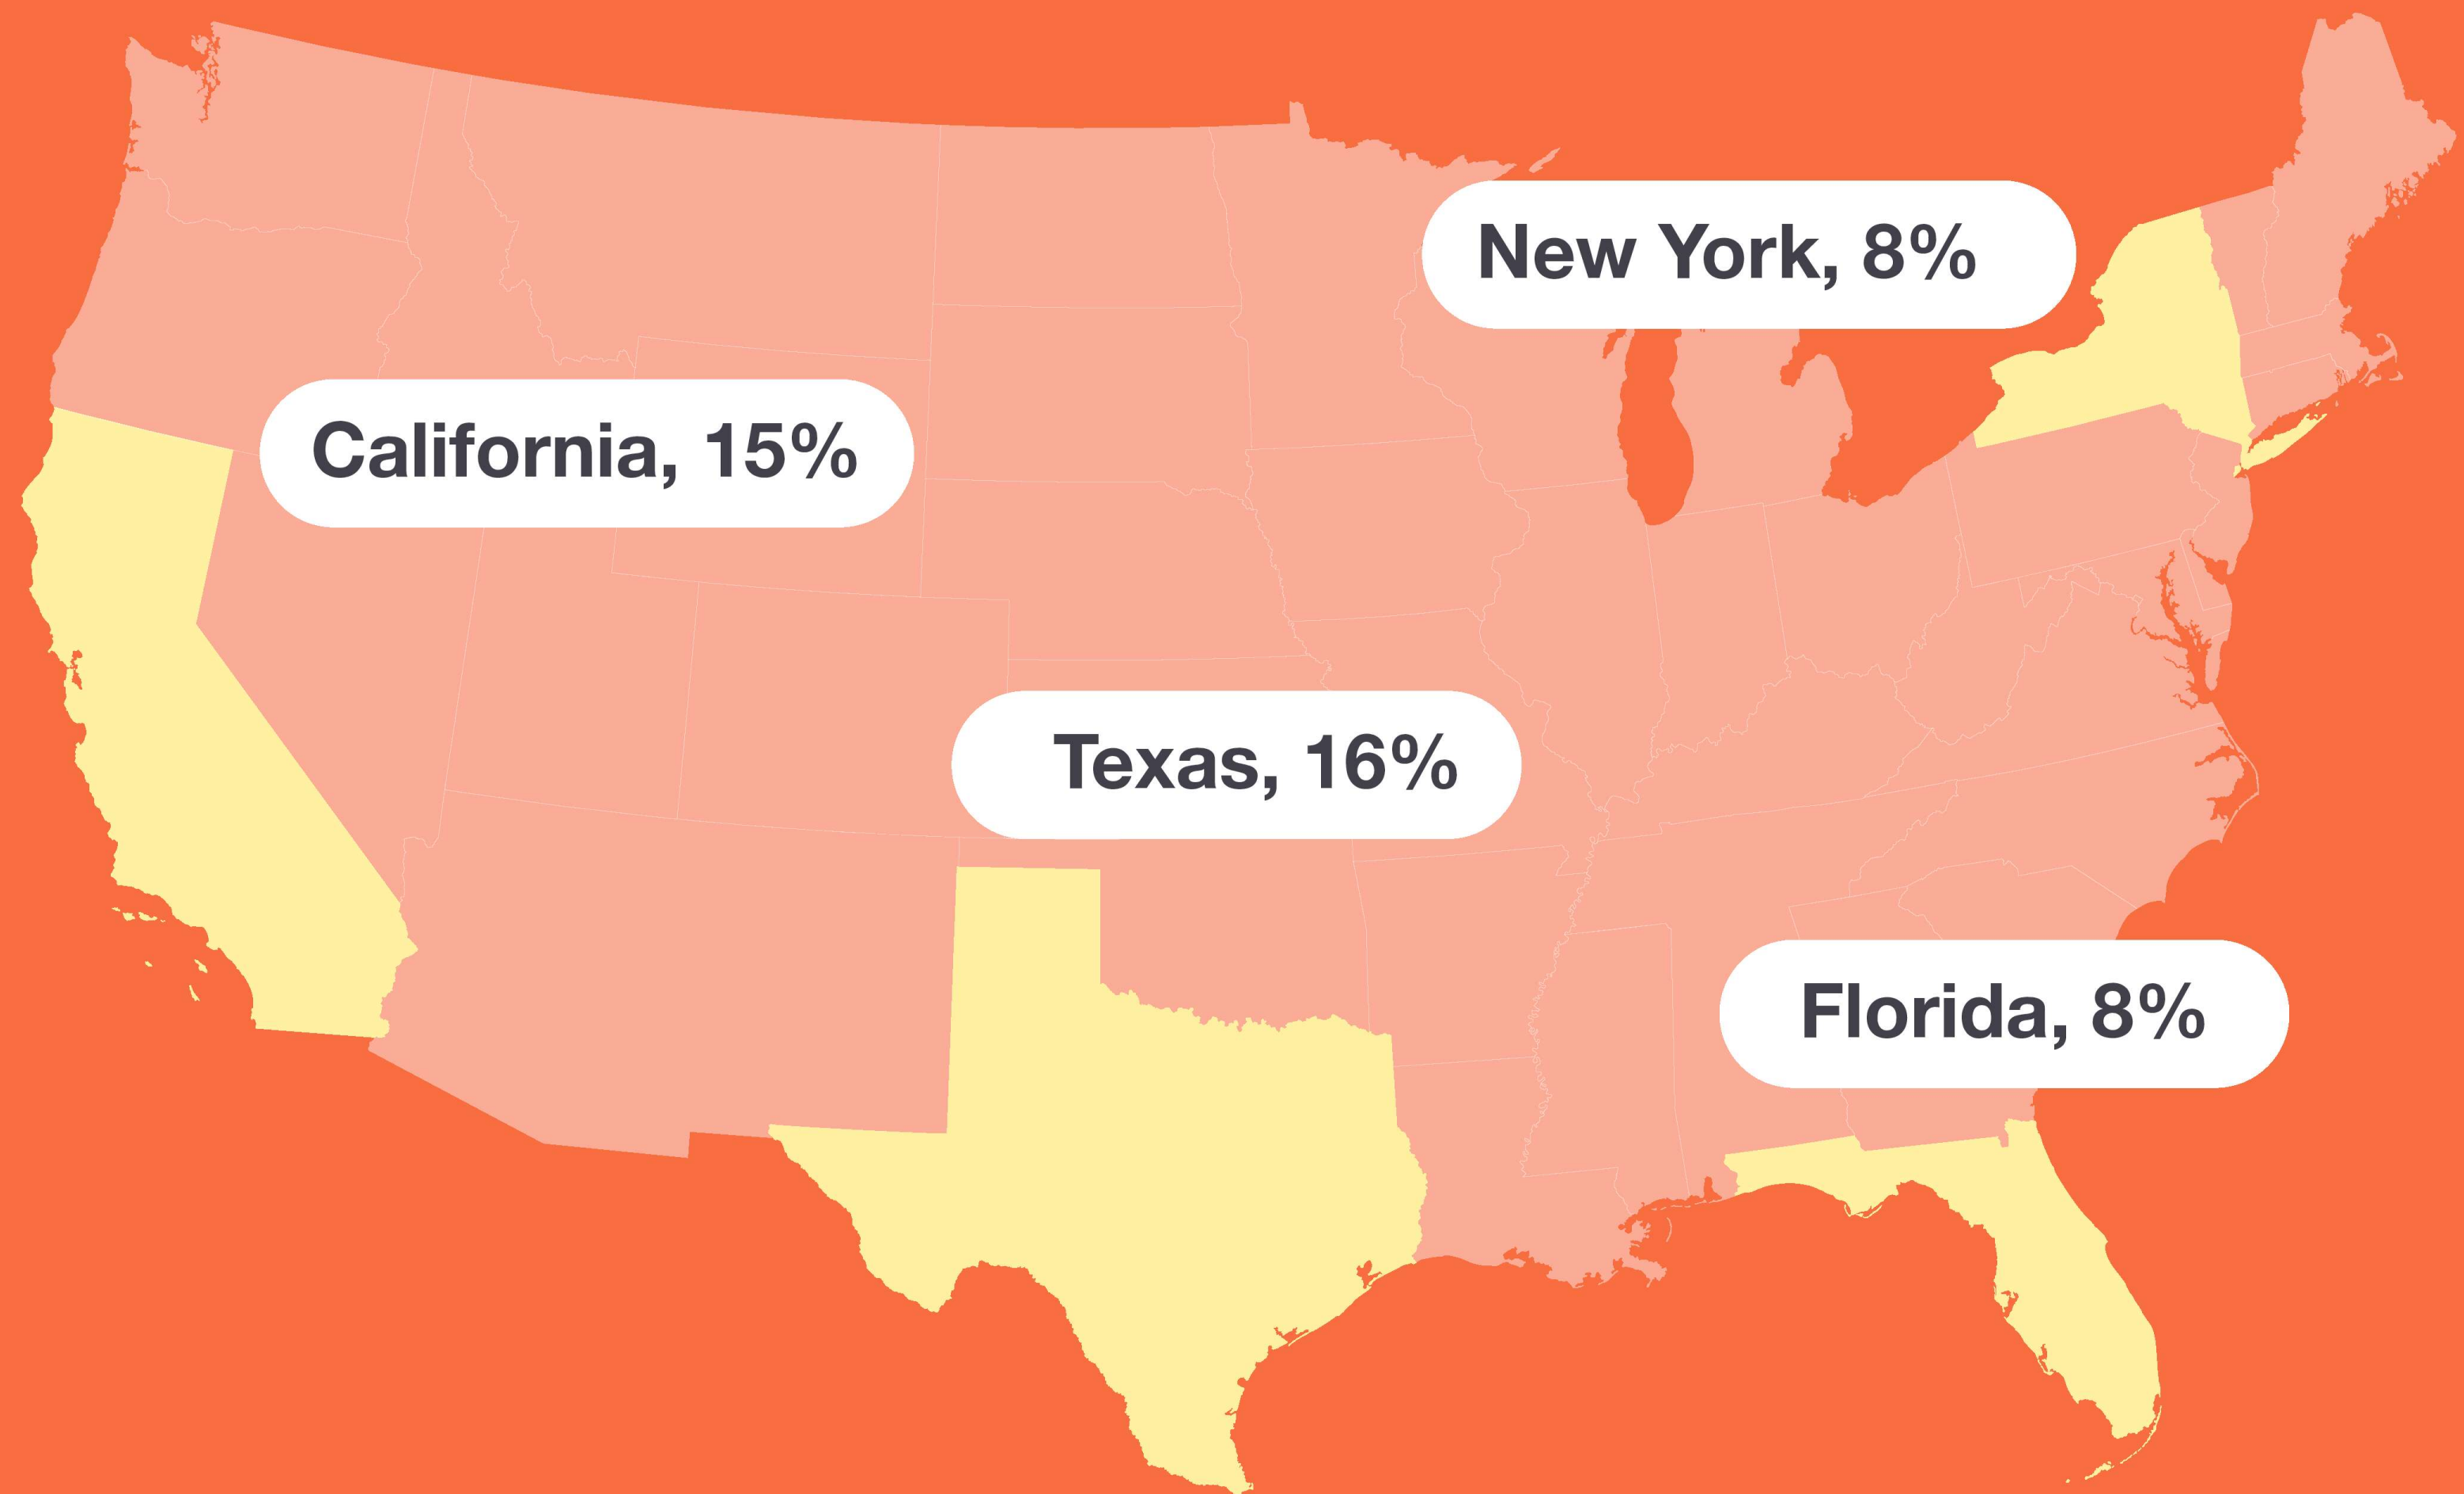 New York, 8%
California, 15%
Texas, 16%
Florida, 8%